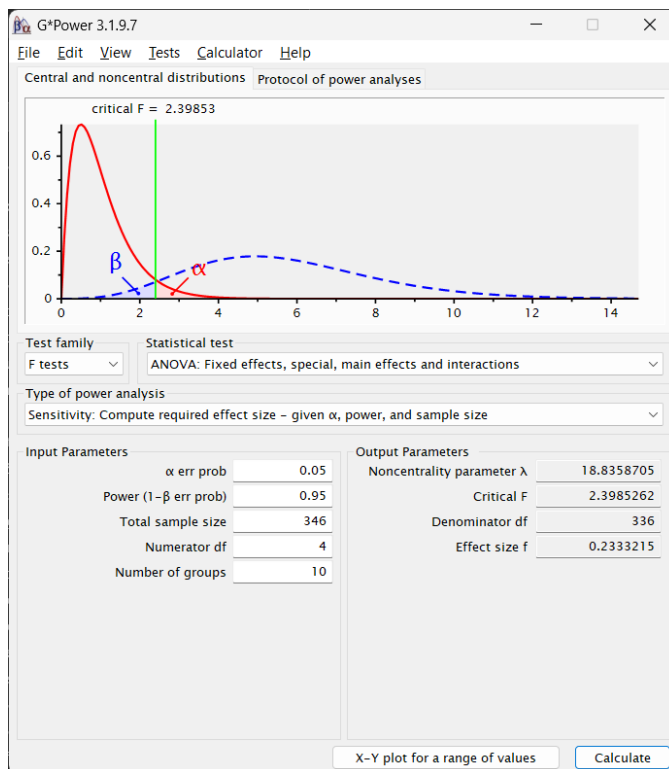 G*Power 3.1.9.7
File Edit View Tests Calculator Help
Central and noncentral distributions Protocol of power analyses
critical F = 2.39853
0.6
0.4
0.2
0
β
α
0 2 4 6 8 10 12 14
Test family Statistical test
F tests ANOVA: Fixed effects, special, main effects and interactions
Type of power analysis
Sensitivity: Compute required effect size – given α, power, and sample size
Input Parameters
α err prob 0.05
Power (1–β err prob) 0.95
Total sample size 346
Numerator df 4
Number of groups 10
Output Parameters
Noncentrality parameter λ 18.8358705
Critical F 2.3985262
Denominator df 336
Effect size f 0.2333215
X–Y plot for a range of values Calculate